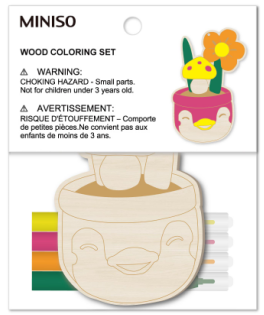 MINISO
WOOD COLORING SET
⚠ WARNING:
CHOKING HAZARD - Small parts.
Not for children under 3 years old.
⚠ AVERTISSEMENT:
RISQUE D'ÉTOUFFEMENT – Comporte
de petites pièces.Ne convient pas aux
enfants de moins de 3 ans.